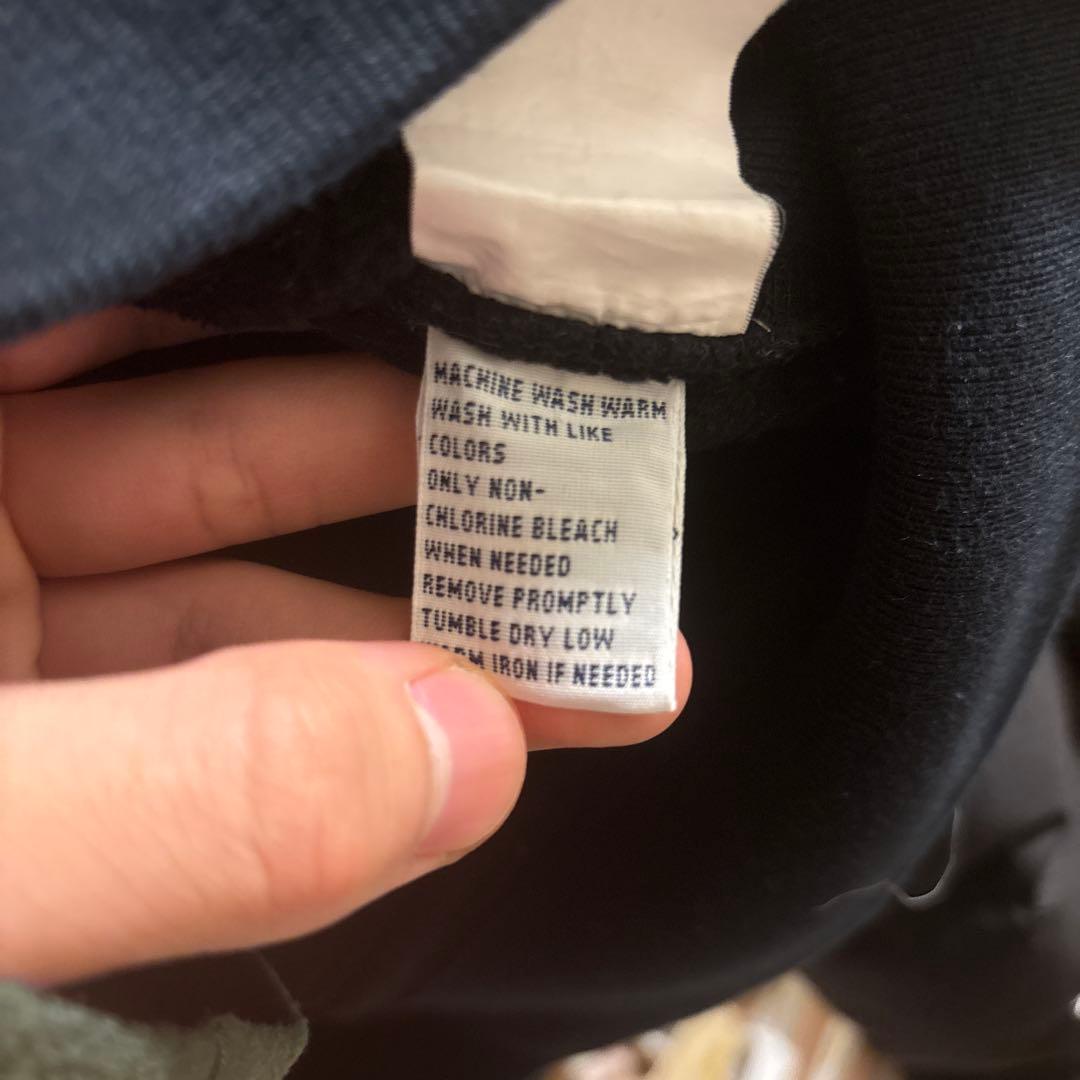 MACHINE WASH WARM
WASH WITH LIKE
COLORS
ONLY NON-
CHLORINE BLEACH
WHEN NEEDED
REMOVE PROMPTLY
TUMBLE DRY LOW
WARM IRON IF NEEDED